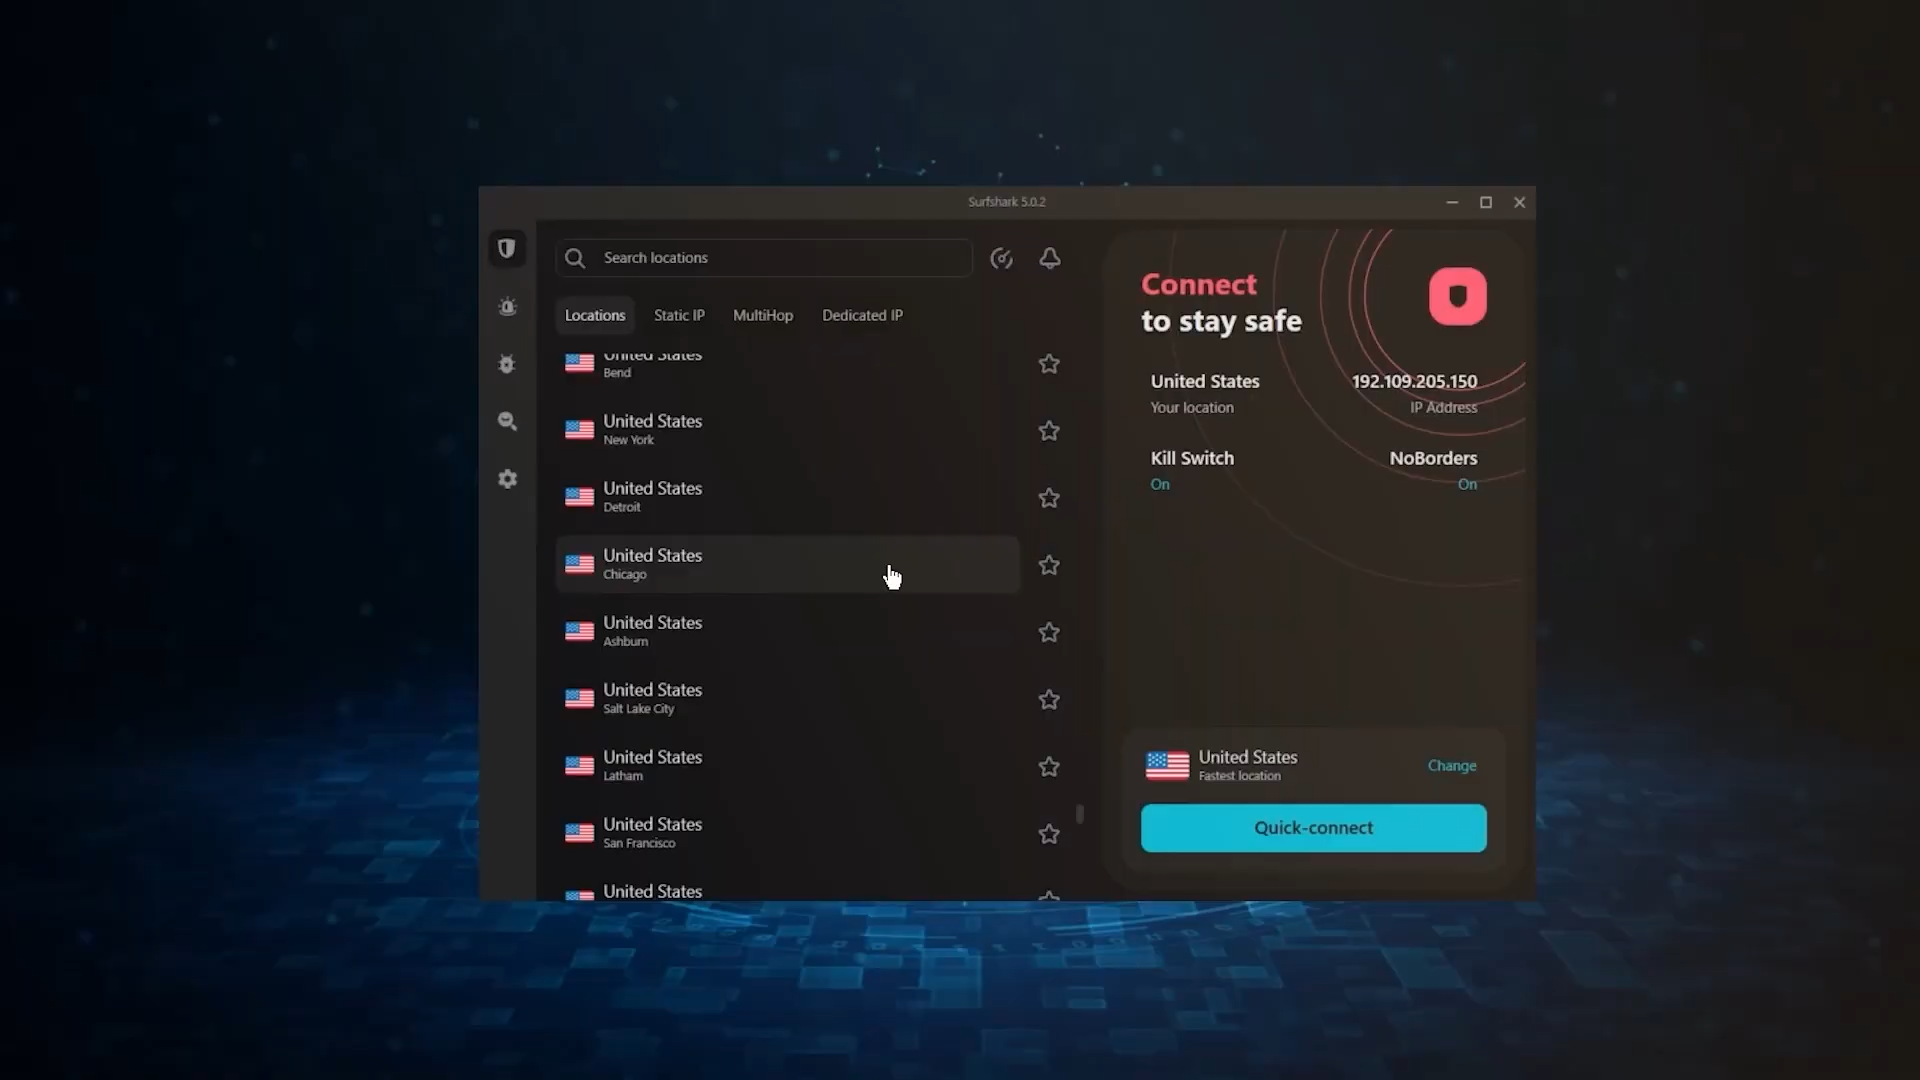 Surfshark 5.0.2
Search locations
Locations
Static IP
MultiHop
Dedicated IP
United States
Bend
United States
New York
United States
Detroit
United States
Chicago
United States
Ashburn
United States
Salt Lake City
United States
Latham
United States
San Francisco
United States
Connect
to stay safe
United States
192.109.205.150
Your location
IP Address
Kill Switch
NoBorders
On
On
United States
Fastest location
Change
Quick-connect